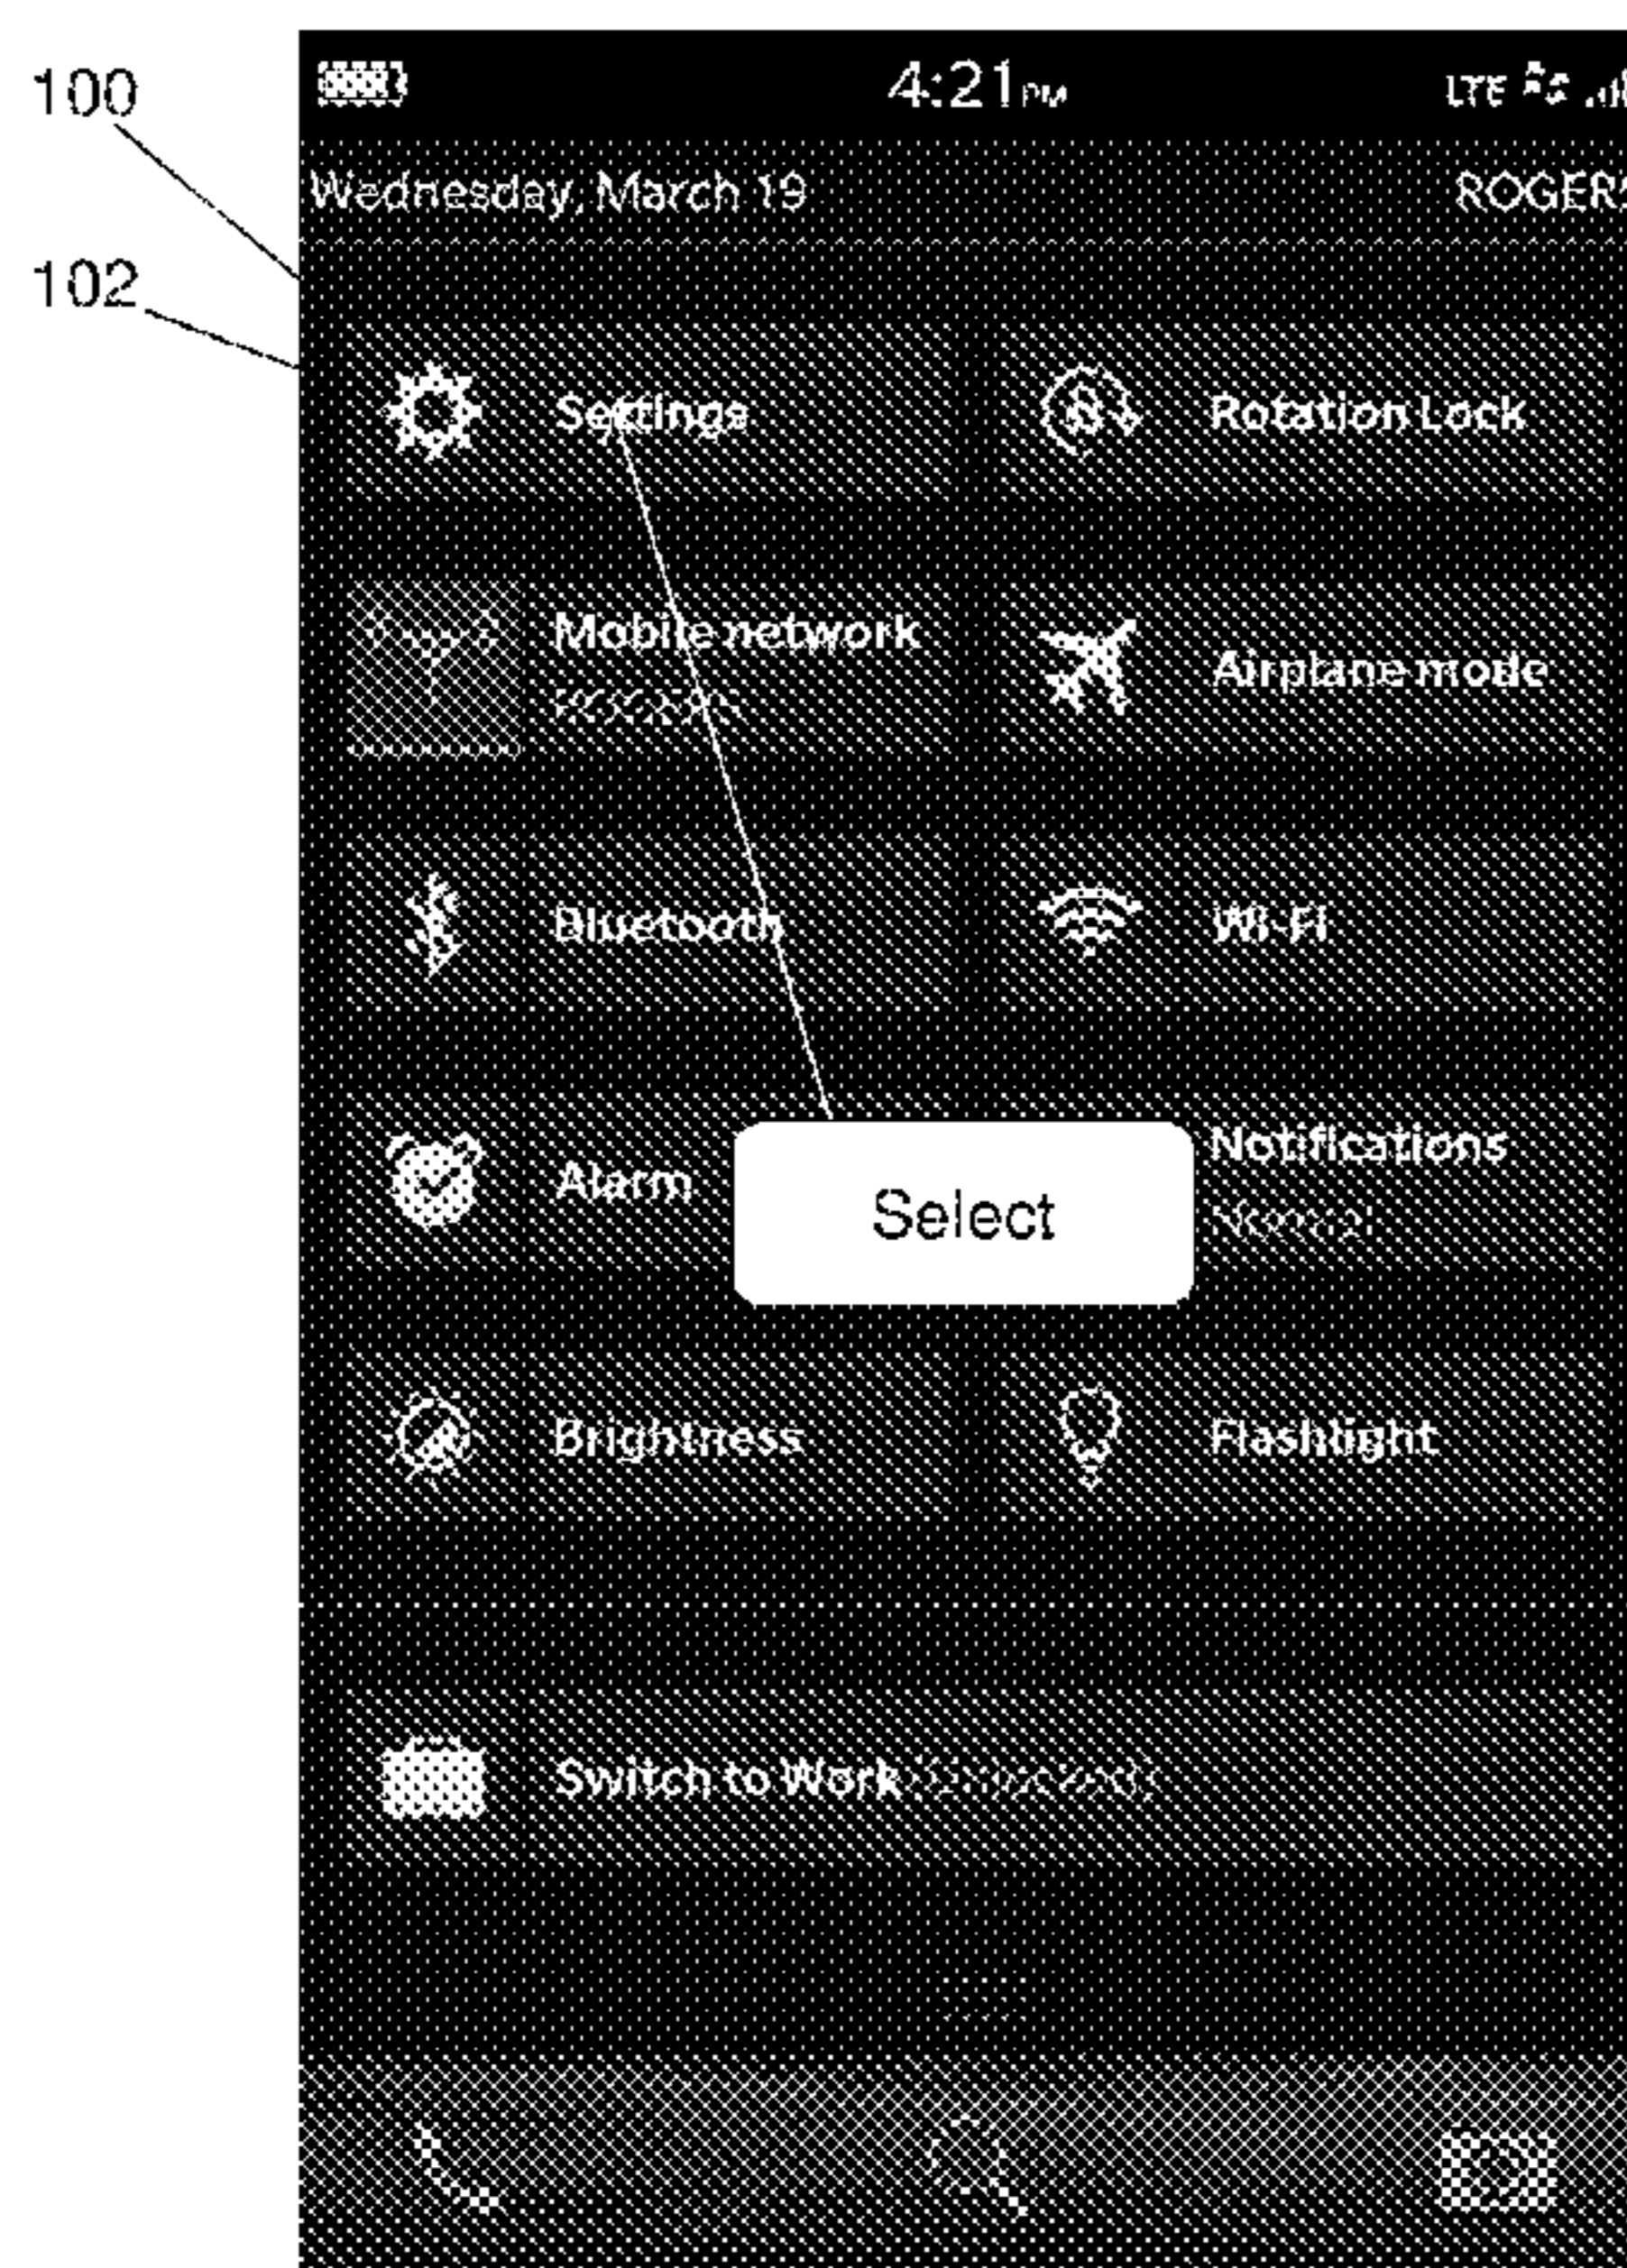 100
4:21PM
LTE
Wednesday, March 19
ROGERS
102
Settings
Rotation Lock
Mobile network
Airplane mode
Bluetooth
Wi-Fi
Alarm
Notifications
Normal
Select
Brightness
Flashlight
Switch to Work